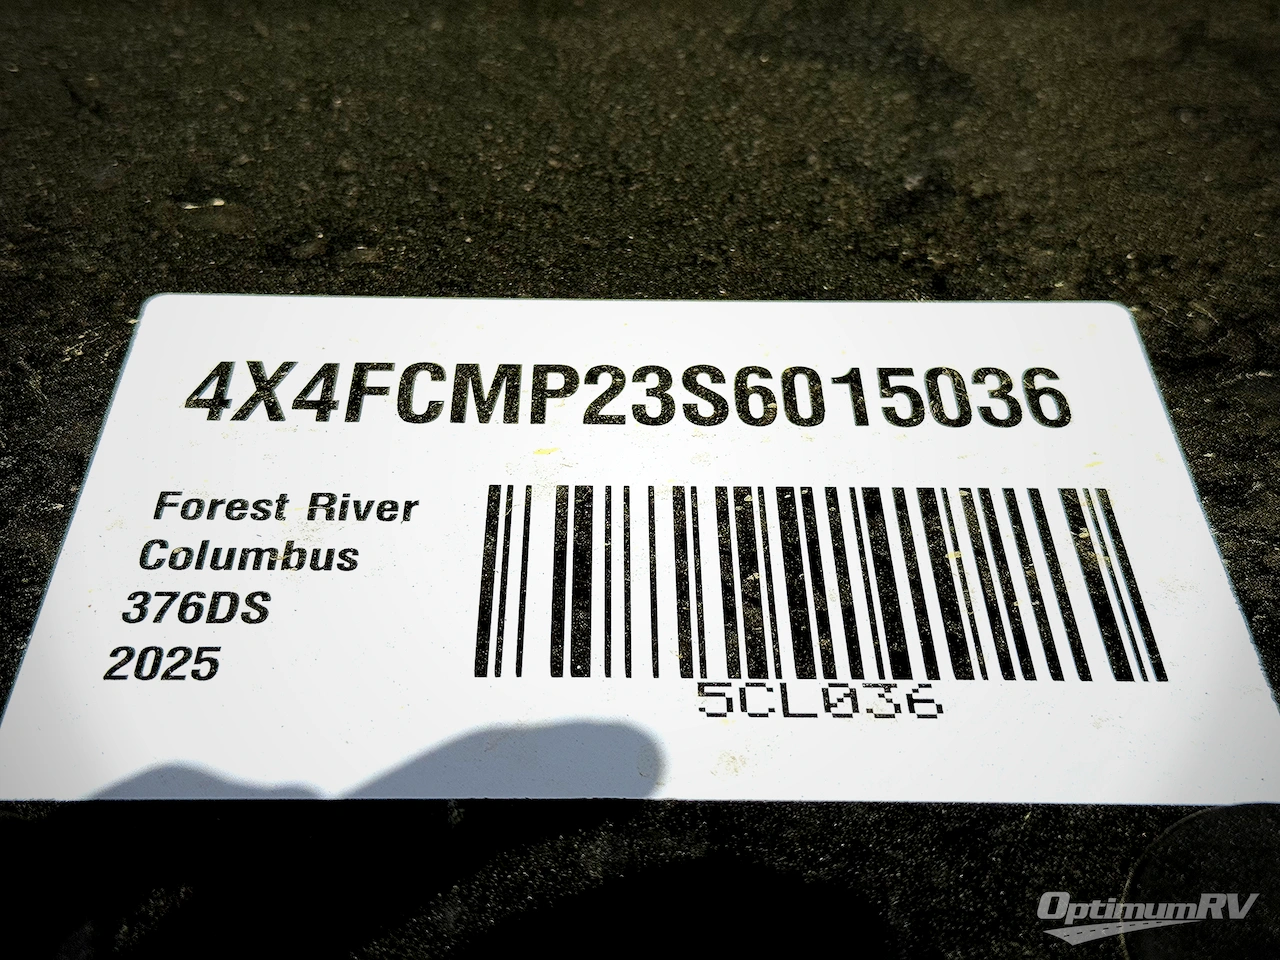 4X4FCMP23S6015036
Forest River
Columbus
376DS
2025
5CL036
OptimumRV